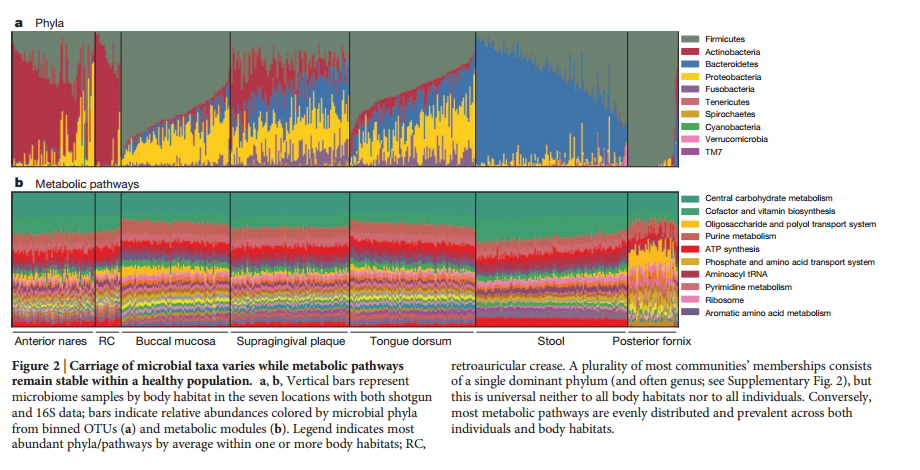 a Phyla
Firmicutes
Actinobacteria
Bacteroidetes
Proteobacteria
Fusobacteria
Tenericutes
Spirochaetes
Cyanobacteria
Verrucomicrobia
TM7
b Metabolic pathways
Central carbohydrate metabolism
Cofactor and vitamin biosynthesis
Oligosaccharide and polyol transport system
Purine metabolism
ATP synthesis
Phosphate and amino acid transport system
Aminoacyl tRNA
Pyrimidine metabolism
Ribosome
Aromatic amino acid metabolism
Anterior nares RC Buccal mucosa Supragingival plaque Tongue dorsum Stool Posterior fornix
Figure 2 | Carriage of microbial taxa varies while metabolic pathways
remain stable within a healthy population. a, b, Vertical bars represent
microbiome samples by body habitat in the seven locations with both shotgun
and 16S data; bars indicate relative abundances colored by microbial phyla
from binned OTUs (a) and metabolic modules (b). Legend indicates most
abundant phyla/pathways by average within one or more body habitats; RC,
retroauricular crease. A plurality of most communities' memberships consists
of a single dominant phylum (and often genus; see Supplementary Fig. 2), but
this is universal neither to all body habitats nor to all individuals. Conversely,
most metabolic pathways are evenly distributed and prevalent across both
individuals and body habitats.